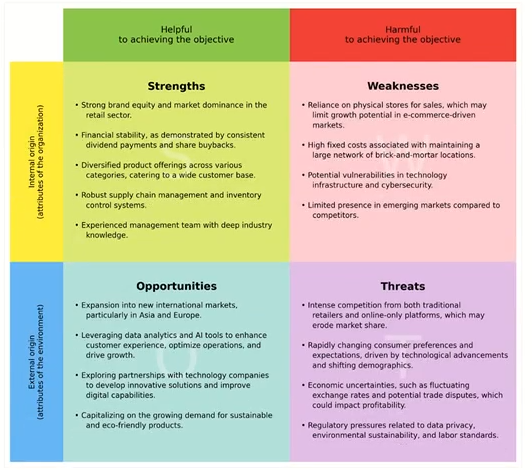 Helpful
to achieving the objective
Harmful
to achieving the objective
Internal origin
(attributes of the organization)
Strengths
• Strong brand equity and market dominance in the
retail sector.
• Financial stability, as demonstrated by consistent
dividend payments and share buybacks.
• Diversified product offerings across various
categories, catering to a wide customer base.
• Robust supply chain management and inventory
control systems.
• Experienced management team with deep industry
knowledge.
Weaknesses
• Reliance on physical stores for sales, which may
limit growth potential in e-commerce-driven
markets.
• High fixed costs associated with maintaining a
large network of brick-and-mortar locations.
• Potential vulnerabilities in technology
infrastructure and cybersecurity.
• Limited presence in emerging markets compared to
competitors.
External origin
(attributes of the environment)
Opportunities
• Expansion into new international markets,
particularly in Asia and Europe.
• Leveraging data analytics and AI tools to enhance
customer experience, optimize operations, and
drive growth.
• Exploring partnerships with technology companies
to develop innovative solutions and improve
digital capabilities.
• Capitalizing on the growing demand for sustainable
and eco-friendly products.
Threats
• Intense competition from both traditional
retailers and online-only platforms, which may
erode market share.
• Rapidly changing consumer preferences and
expectations, driven by technological advancements
and shifting demographics.
• Economic uncertainties, such as fluctuating
exchange rates and potential trade disputes, which
could impact profitability.
• Regulatory pressures related to data privacy,
environmental sustainability, and labor standards.
S
W
O
T